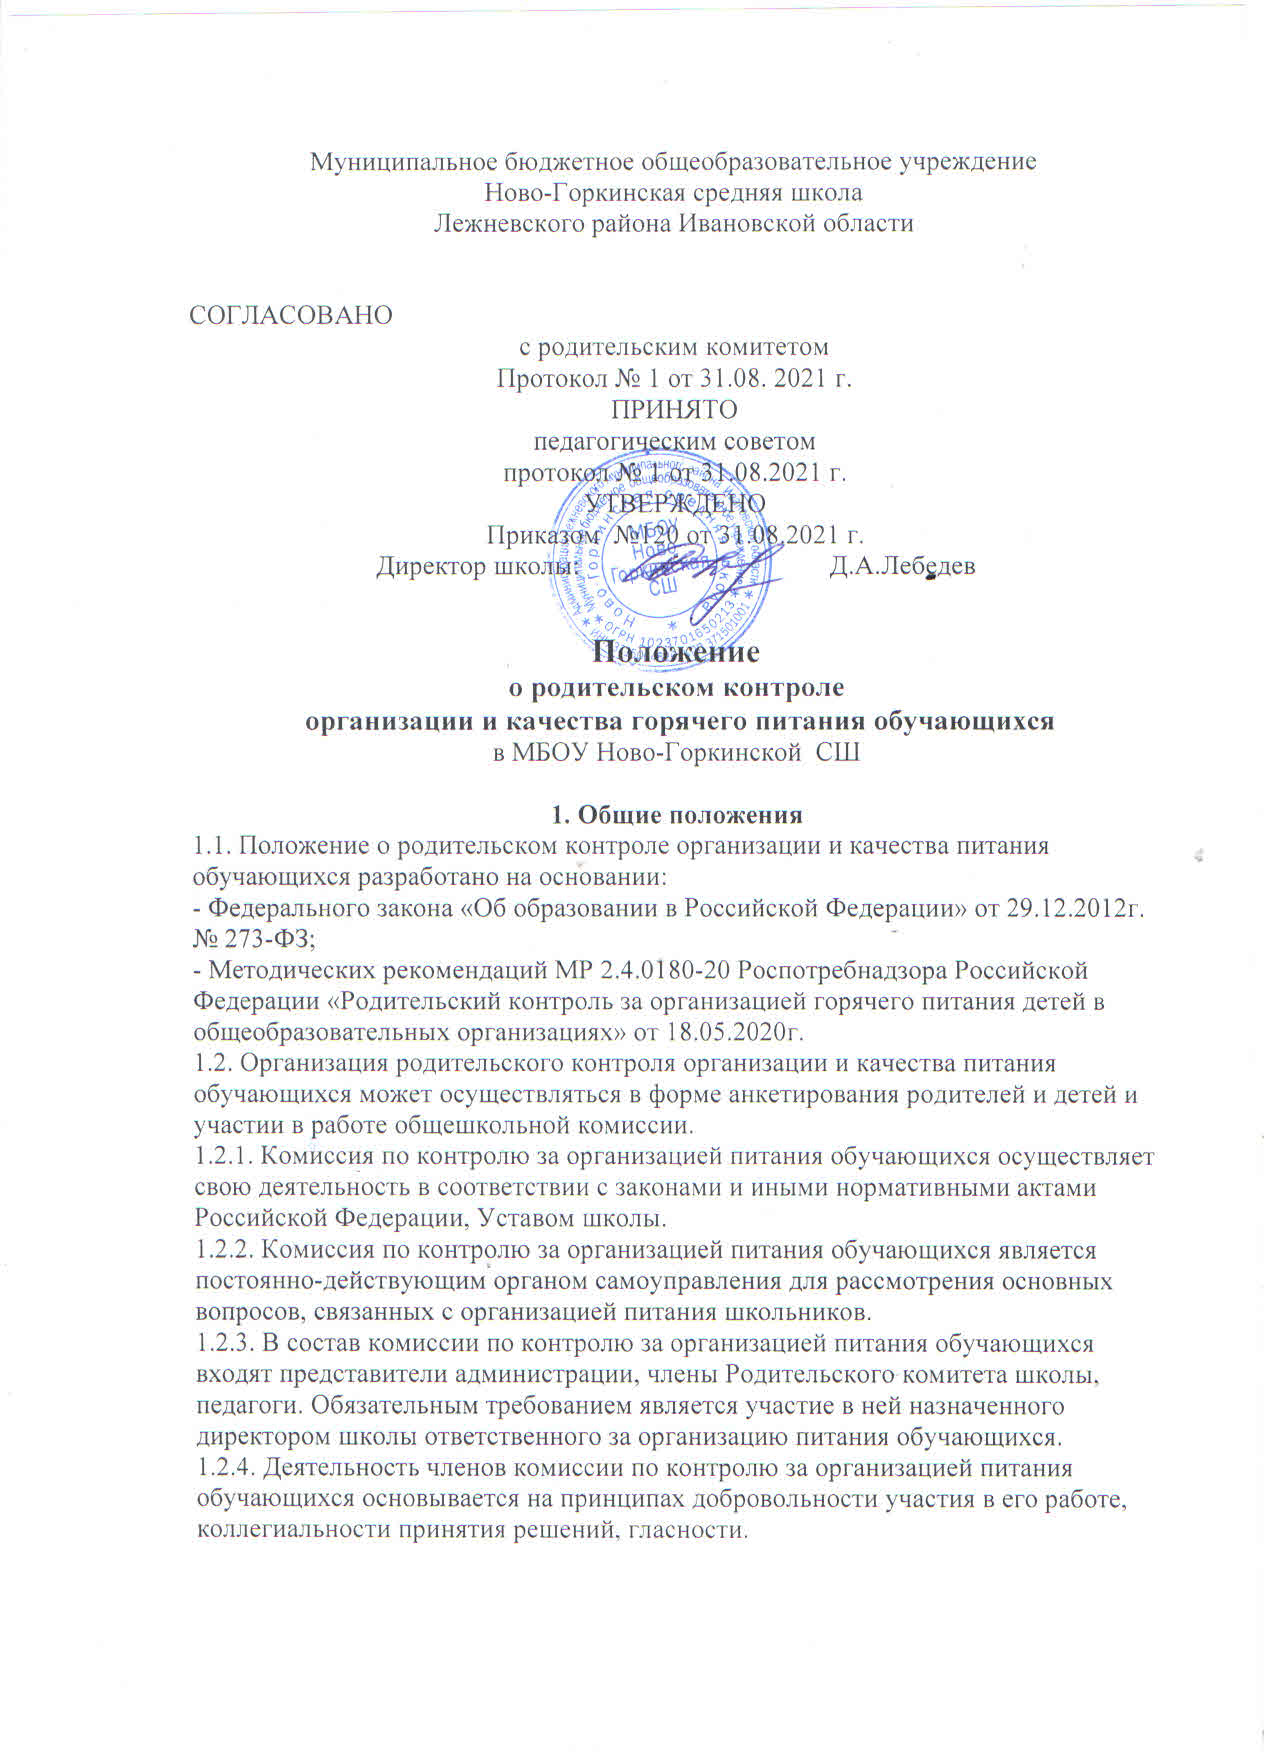 Муниципальное бюджетное общеобразовательное учреждение
Ново-Горкинская средняя школа
Лежневского района Ивановской области
СОГЛАСОВАНО
с родительским комитетом
Протокол № 1 от 31.08. 2021 г.
ПРИНЯТО
педагогическим советом
протокол № 1 от 31.08.2021 г.
УТВЕРЖДЕНО
Приказом №120 от 31.08.2021 г.
Директор школы: Д.А.Лебедев
МБОУ
Ново-
Горкинская
СШ
ОГРН 1023701650213
Положение
о родительском контроле
организации и качества горячего питания обучающихся
в МБОУ Ново-Горкинской СШ
1. Общие положения
1.1. Положение о родительском контроле организации и качества питания
обучающихся разработано на основании:
- Федерального закона «Об образовании в Российской Федерации» от 29.12.2012г.
№ 273-ФЗ;
- Методических рекомендаций МР 2.4.0180-20 Роспотребнадзора Российской
Федерации «Родительский контроль за организацией горячего питания детей в
общеобразовательных организациях» от 18.05.2020г.
1.2. Организация родительского контроля организации и качества питания
обучающихся может осуществляться в форме анкетирования родителей и детей и
участии в работе общешкольной комиссии.
1.2.1. Комиссия по контролю за организацией питания обучающихся осуществляет
свою деятельность в соответствии с законами и иными нормативными актами
Российской Федерации, Уставом школы.
1.2.2. Комиссия по контролю за организацией питания обучающихся является
постоянно-действующим органом самоуправления для рассмотрения основных
вопросов, связанных с организацией питания школьников.
1.2.3. В состав комиссии по контролю за организацией питания обучающихся
входят представители администрации, члены Родительского комитета школы,
педагоги. Обязательным требованием является участие в ней назначенного
директором школы ответственного за организацию питания обучающихся.
1.2.4. Деятельность членов комиссии по контролю за организацией питания
обучающихся основывается на принципах добровольности участия в его работе,
коллегиальности принятия решений, гласности.